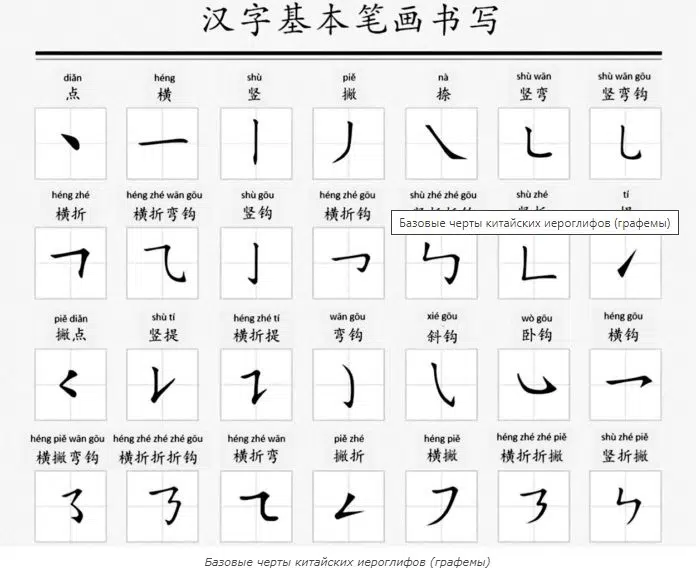 汉字基本笔画书写
diǎn héng shù piě nà shù wān shù wān gōu
点 横 竖 撇 捺 竖弯 竖弯钩
héng zhé héng zhé wān gōu shù gōu héng zhé gōu shù zhé zhé gōu shù zhé tí
横折 横折弯钩 竖钩 横折钩
Базовые черты китайских иероглифов (графемы)
piě diǎn shù tí héng zhé tí wān gōu xié gōu wò gōu héng gōu
撇点 竖提 横折提 弯钩 斜钩 卧钩 横钩
héng piě wān gōu héng zhé zhé zhé gōu héng zhé wān piě zhé héng piě héng zhé zhé piě shù zhé piě
横撇弯钩 横折折折钩 横折弯 撇折 横撇 横折折撇 竖折撇
Базовые черты китайских иероглифов (графемы)